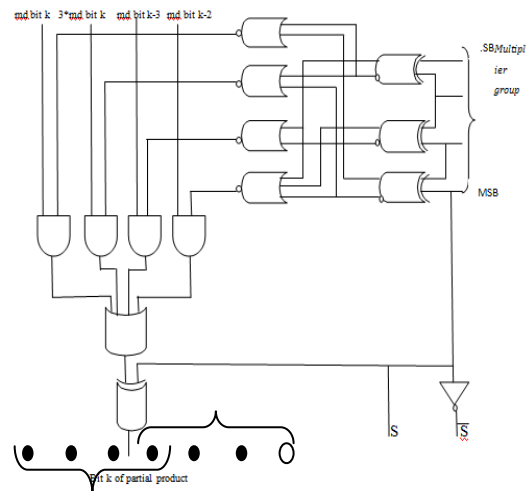 md bit k 3*md bit k md bit k-3 md bit k-2
.SB Multipl
ier
group
MSB
S
S
Bit k of partial product